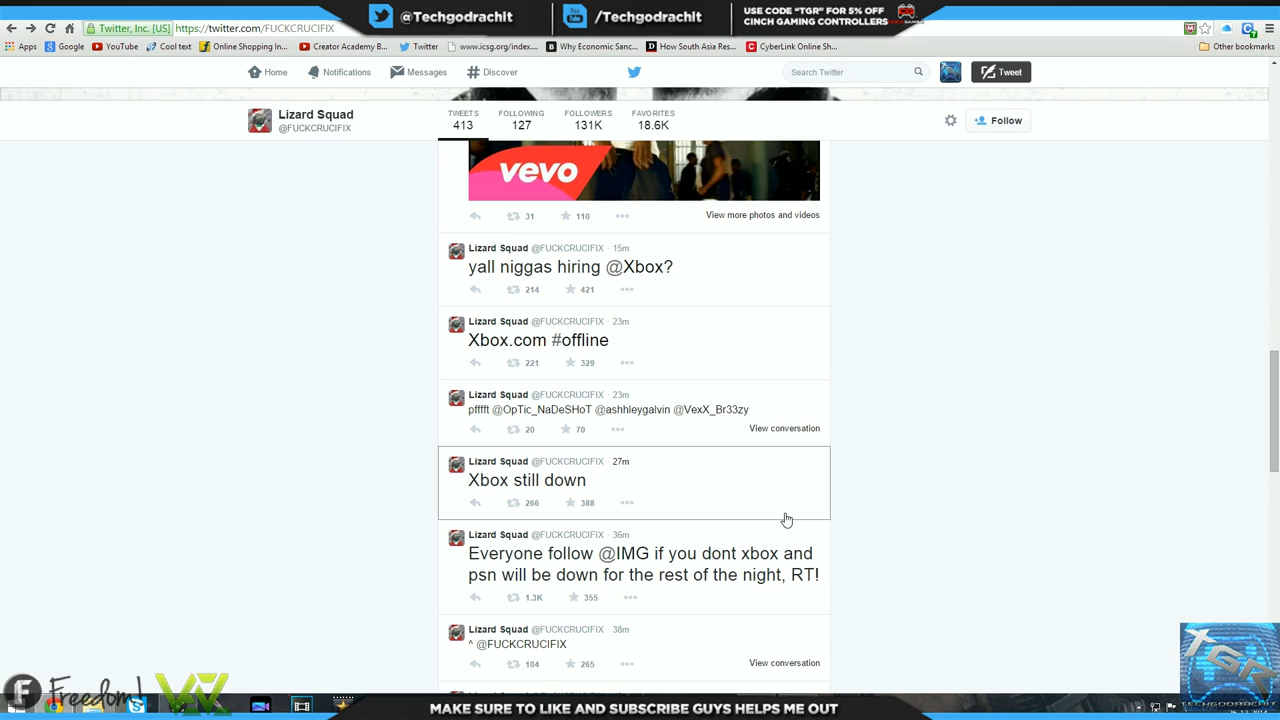 @Techgodrachit
/Techgodrachit
USE CODE "TGR" FOR 5% OFF
CINCH GAMING CONTROLLERS
Twitter, Inc. [US] https://twitter.com/FUCKCRUCIFIX
Apps Google YouTube Cool text Online Shopping In... Creator Academy B... Twitter www.icsg.org/index.... Why Economic Sanc... How South Asia Res... CyberLink Online Sh... Other bookmarks
Home Notifications Messages Discover Search Twitter Tweet
Lizard Squad
@FUCKCRUCIFIX
TWEETS FOLLOWING FOLLOWERS FAVORITES
413 127 131K 18.6K
Follow
vevo
31 110 View more photos and videos
Lizard Squad @FUCKCRUCIFIX · 15m
yall niggas hiring @Xbox?
214 421
Lizard Squad @FUCKCRUCIFIX · 23m
Xbox.com #offline
221 329
Lizard Squad @FUCKCRUCIFIX · 23m
pfffft @OpTic_NaDeSHoT @ashhleygalvin @VexX_Br33zy
20 70 View conversation
Lizard Squad @FUCKCRUCIFIX · 27m
Xbox still down
266 388
Lizard Squad @FUCKCRUCIFIX · 36m
Everyone follow @IMG if you dont xbox and
psn will be down for the rest of the night, RT!
1.3K 355
Lizard Squad @FUCKCRUCIFIX · 38m
^ @FUCKCRUCIFIX
104 265 View conversation
Freedom!
TGR
TECHGODRACHIT
MAKE SURE TO LIKE AND SUBSCRIBE GUYS HELPS ME OUT